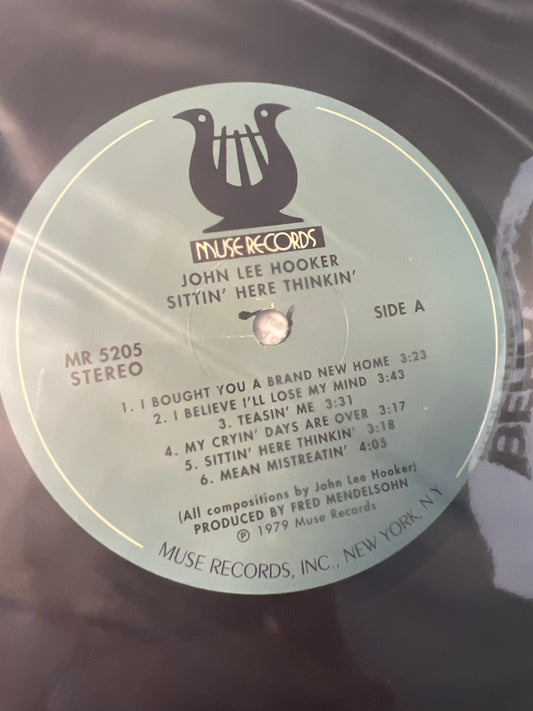 MUSE RECORDS
JOHN LEE HOOKER
SITTIN' HERE THINKIN'
SIDE A
MR 5205
STEREO
1. I BOUGHT YOU A BRAND NEW HOME 3:23
2. I BELIEVE I'LL LOSE MY MIND 3:43
3. TEASIN' ME 3:31
4. MY CRYIN' DAYS ARE OVER 3:17
5. SITTIN' HERE THINKIN' 3:18
6. MEAN MISTREATIN' 4:05
(All compositions by John Lee Hooker)
PRODUCED BY FRED MENDELSOHN
℗ 1979 Muse Records
MUSE RECORDS, INC., NEW YORK, N.Y.